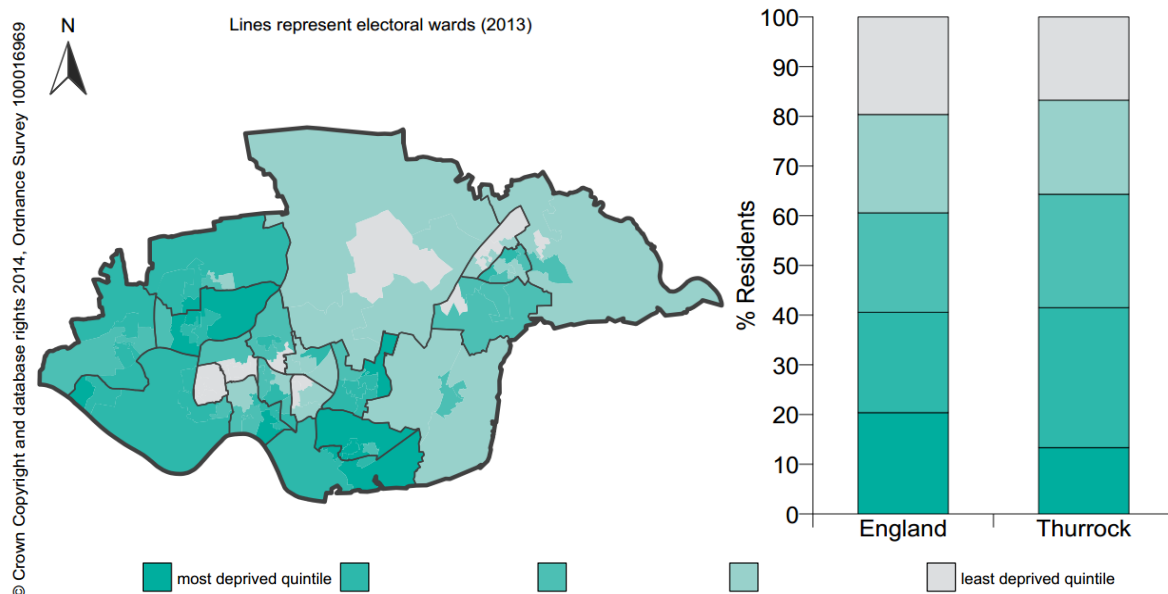 © Crown Copyright and database rights 2014, Ordnance Survey 100016969
N
Lines represent electoral wards (2013)
% Residents
100
90
80
70
60
50
40
30
20
10
0
England
Thurrock
most deprived quintile
least deprived quintile